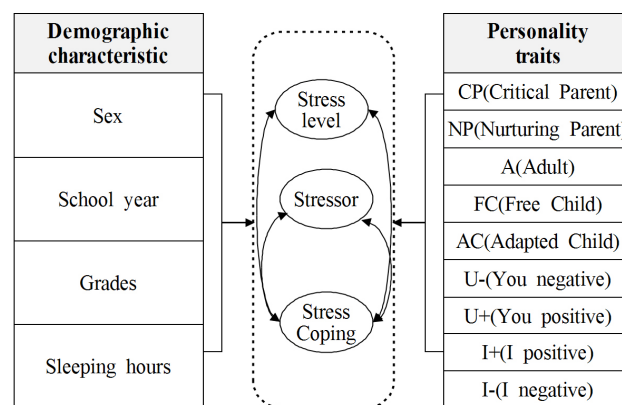 Demographic
characteristic
Sex
School year
Grades
Sleeping hours
Stress
level
Stressor
Stress
Coping
Personality
traits
CP(Critical Parent)
NP(Nurturing Parent)
A(Adult)
FC(Free Child)
AC(Adapted Child)
U-(You negative)
U+(You positive)
I+(I positive)
I-(I negative)